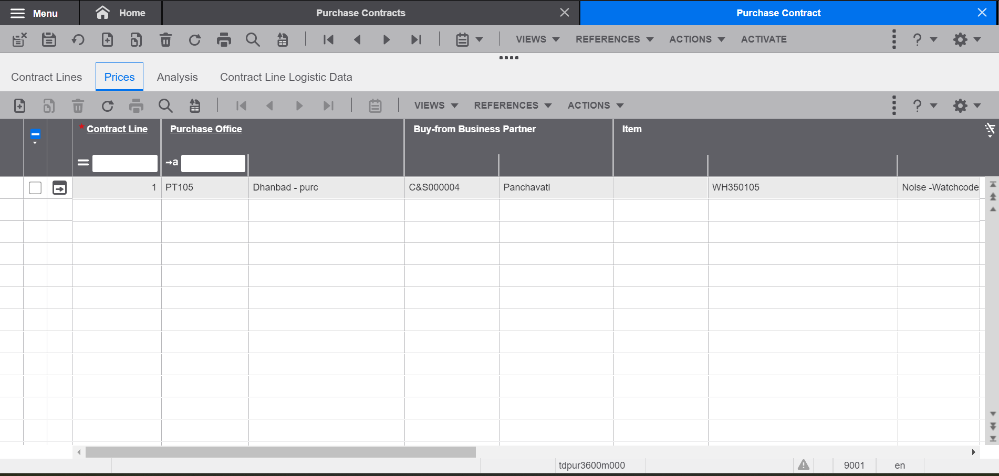 Menu
Home
Purchase Contracts
Purchase Contract
VIEWS
REFERENCES
ACTIONS
ACTIVATE
?
Contract Lines
Prices
Analysis
Contract Line Logistic Data
VIEWS
REFERENCES
ACTIONS
?
* Contract Line
Purchase Office
Buy-from Business Partner
Item
=
→a
1 PT105 Dhanbad - purc C&S000004 Panchavati WH350105 Noise -Watchcode
tdpur3600m000
9001
en